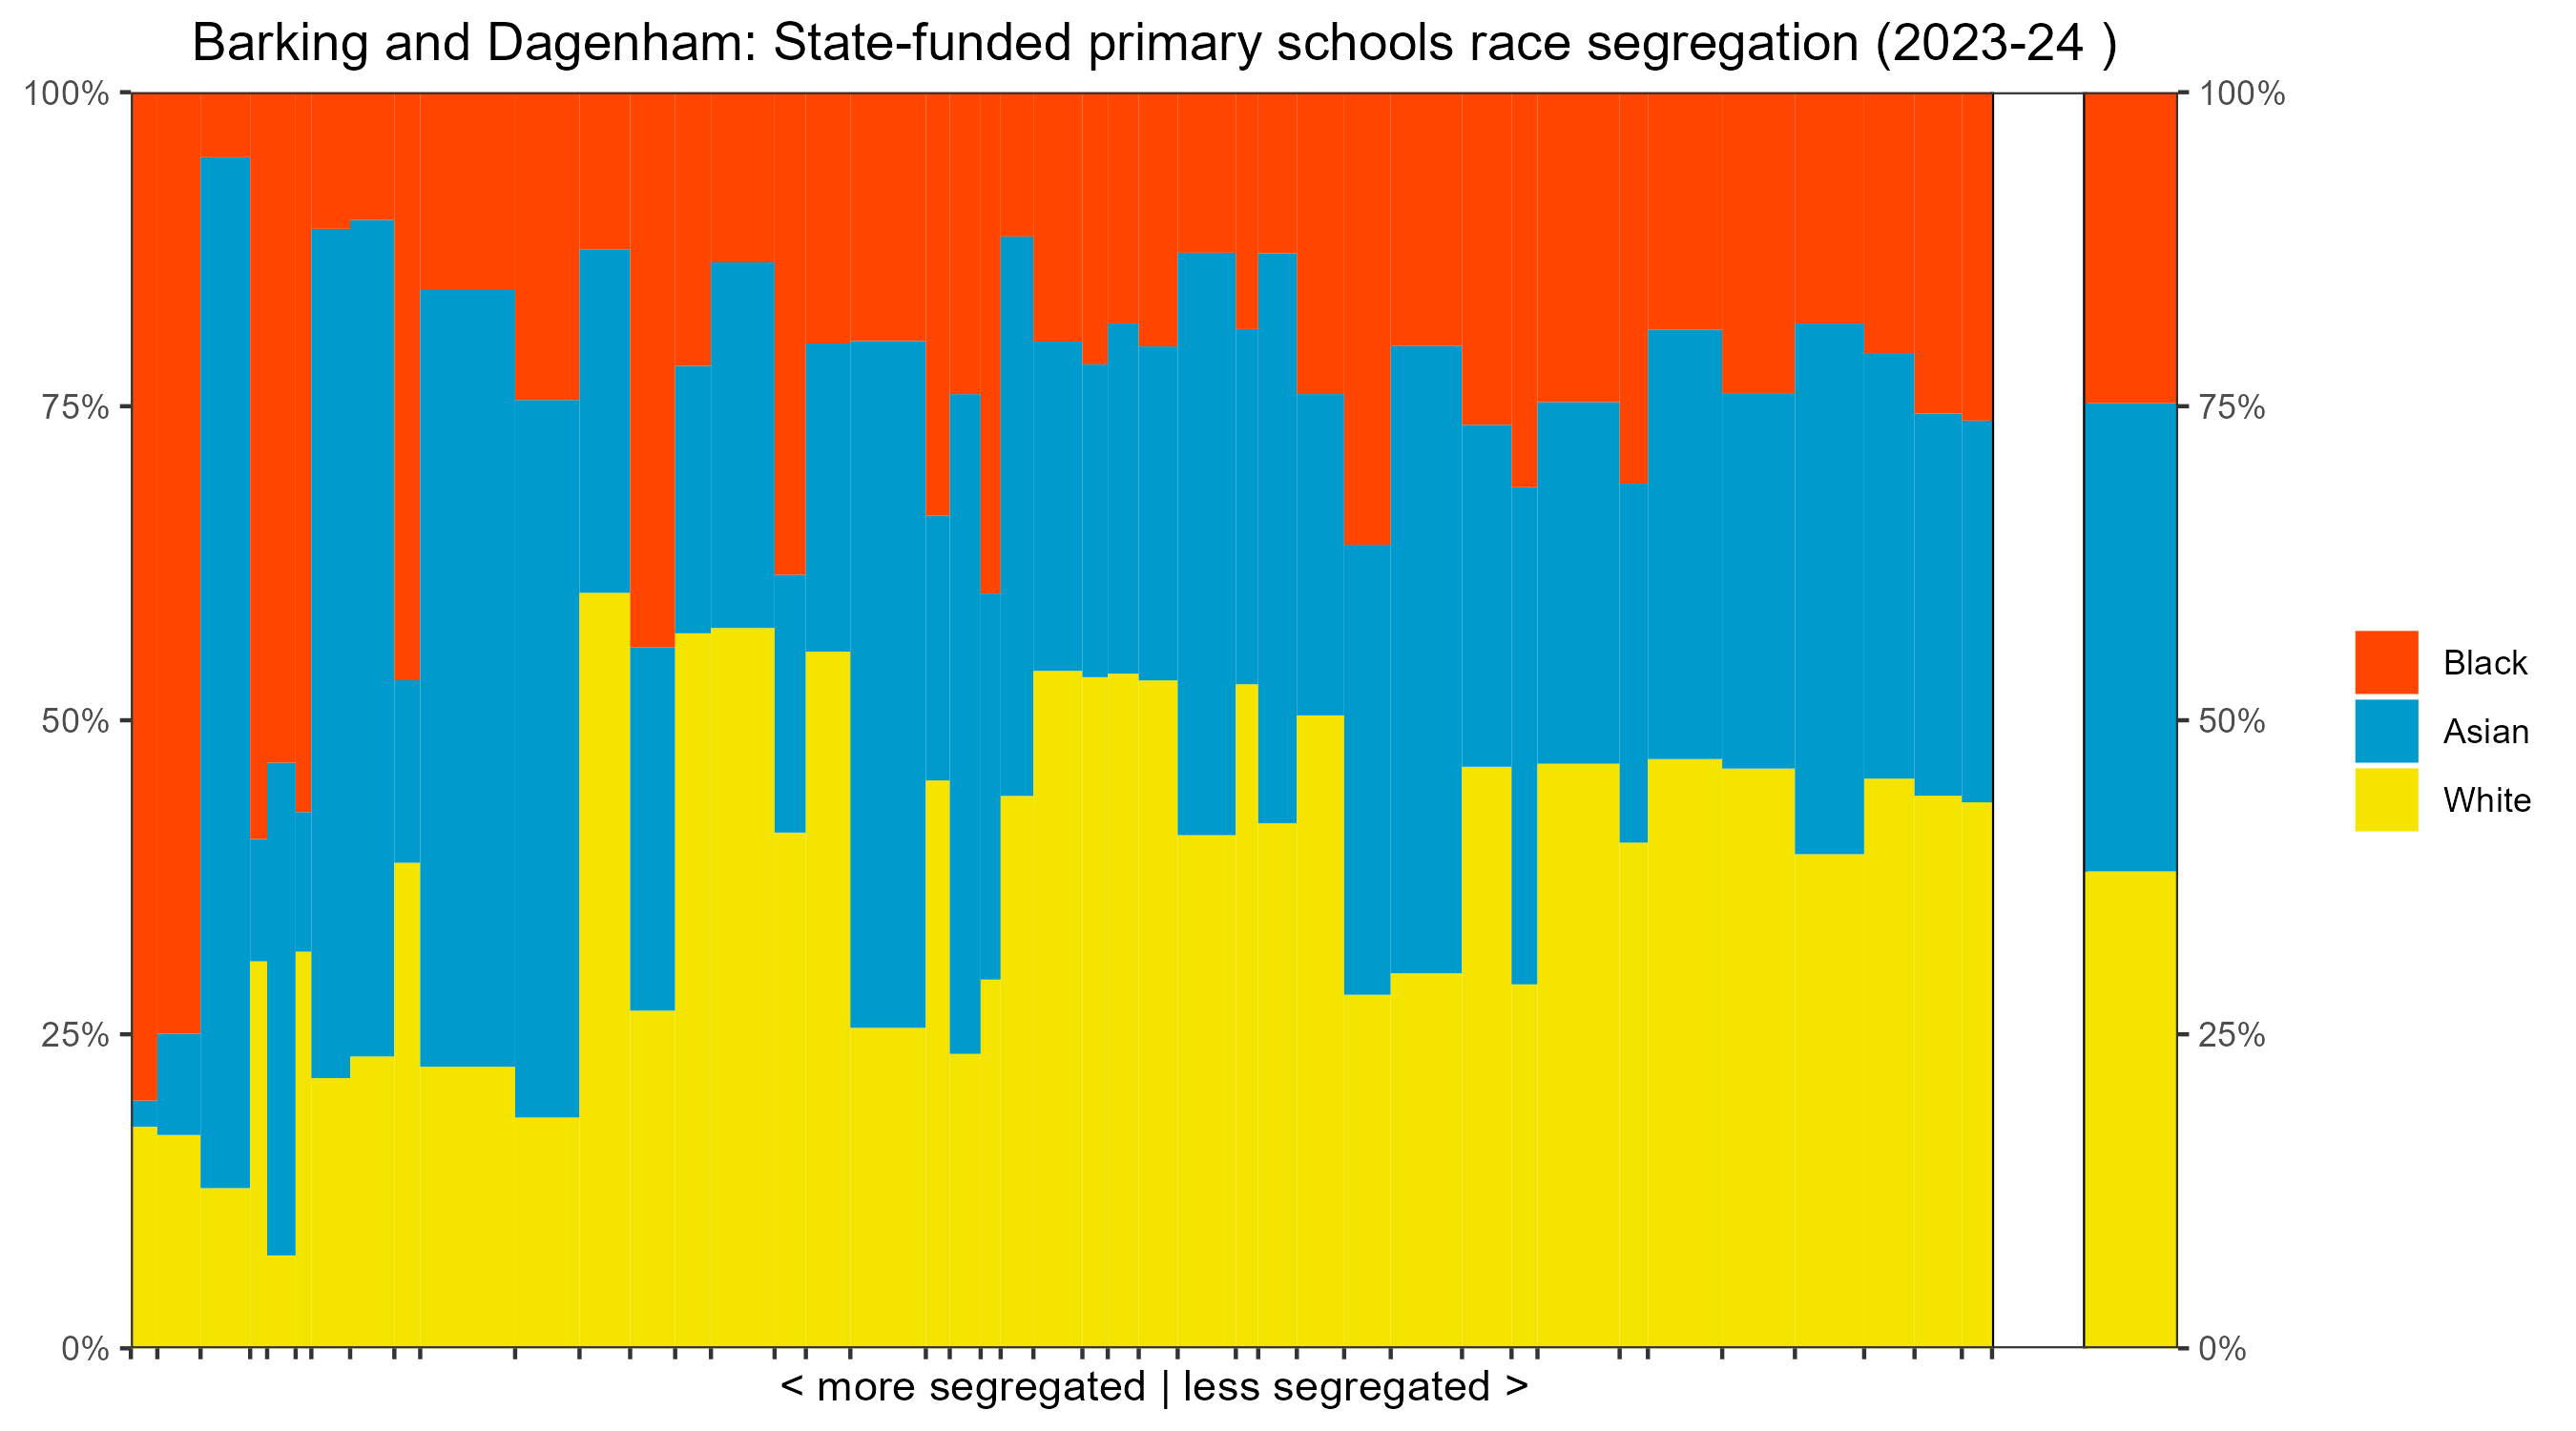 Barking and Dagenham: State-funded primary schools race segregation (2023-24 )
100%
75%
50%
25%
0%
100%
75%
50%
25%
0%
Black
Asian
White
< more segregated | less segregated >